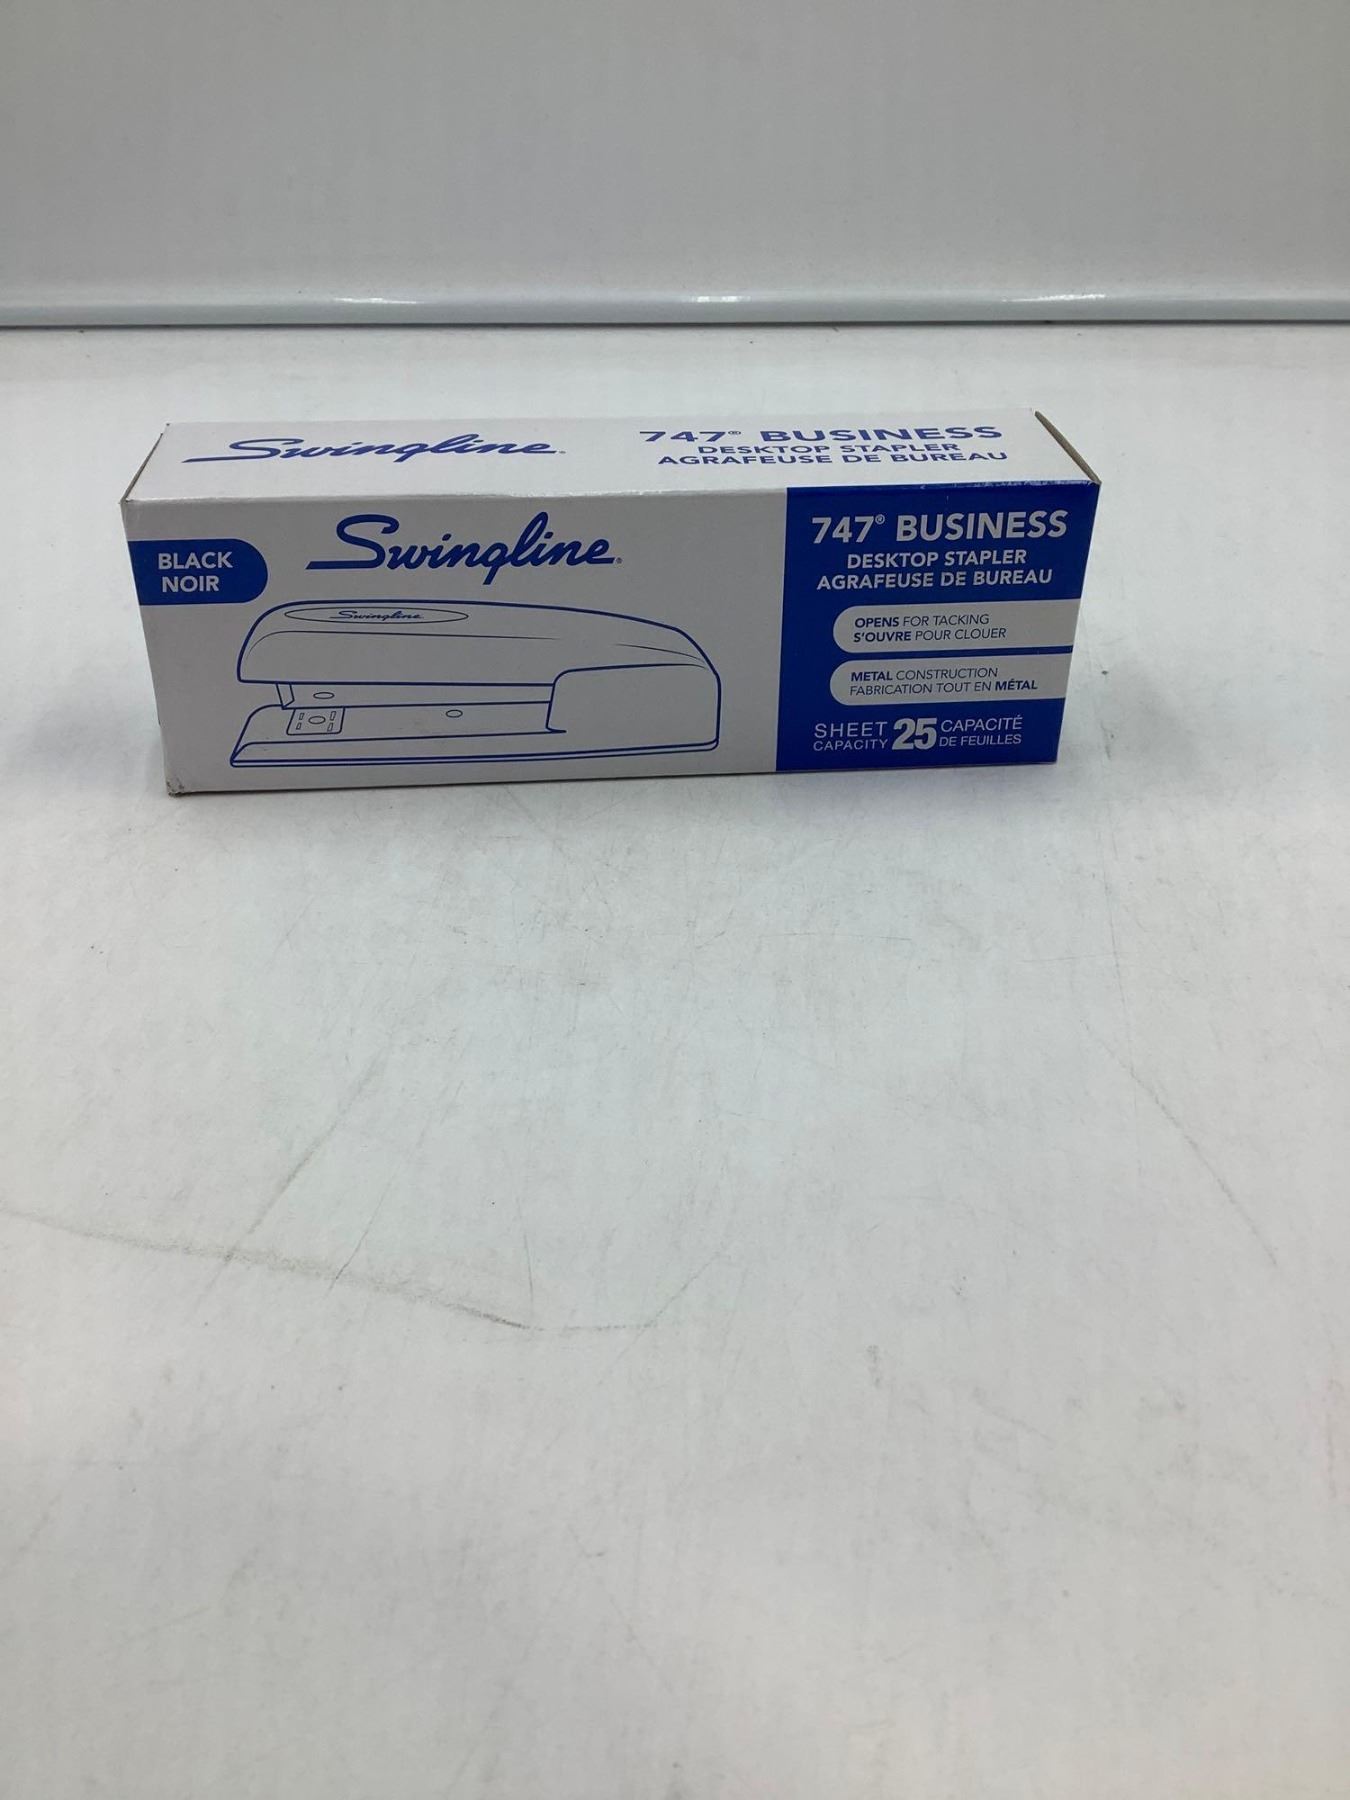 Swingline®
747® BUSINESS
DESKTOP STAPLER
AGRAFEUSE DE BUREAU
BLACK
NOIR
Swingline®
Swingline
747® BUSINESS
DESKTOP STAPLER
AGRAFEUSE DE BUREAU
OPENS FOR TACKING
S'OUVRE POUR CLOUER
METAL CONSTRUCTION
FABRICATION TOUT EN MÉTAL
SHEET CAPACITY 25 CAPACITÉ DE FEUILLES